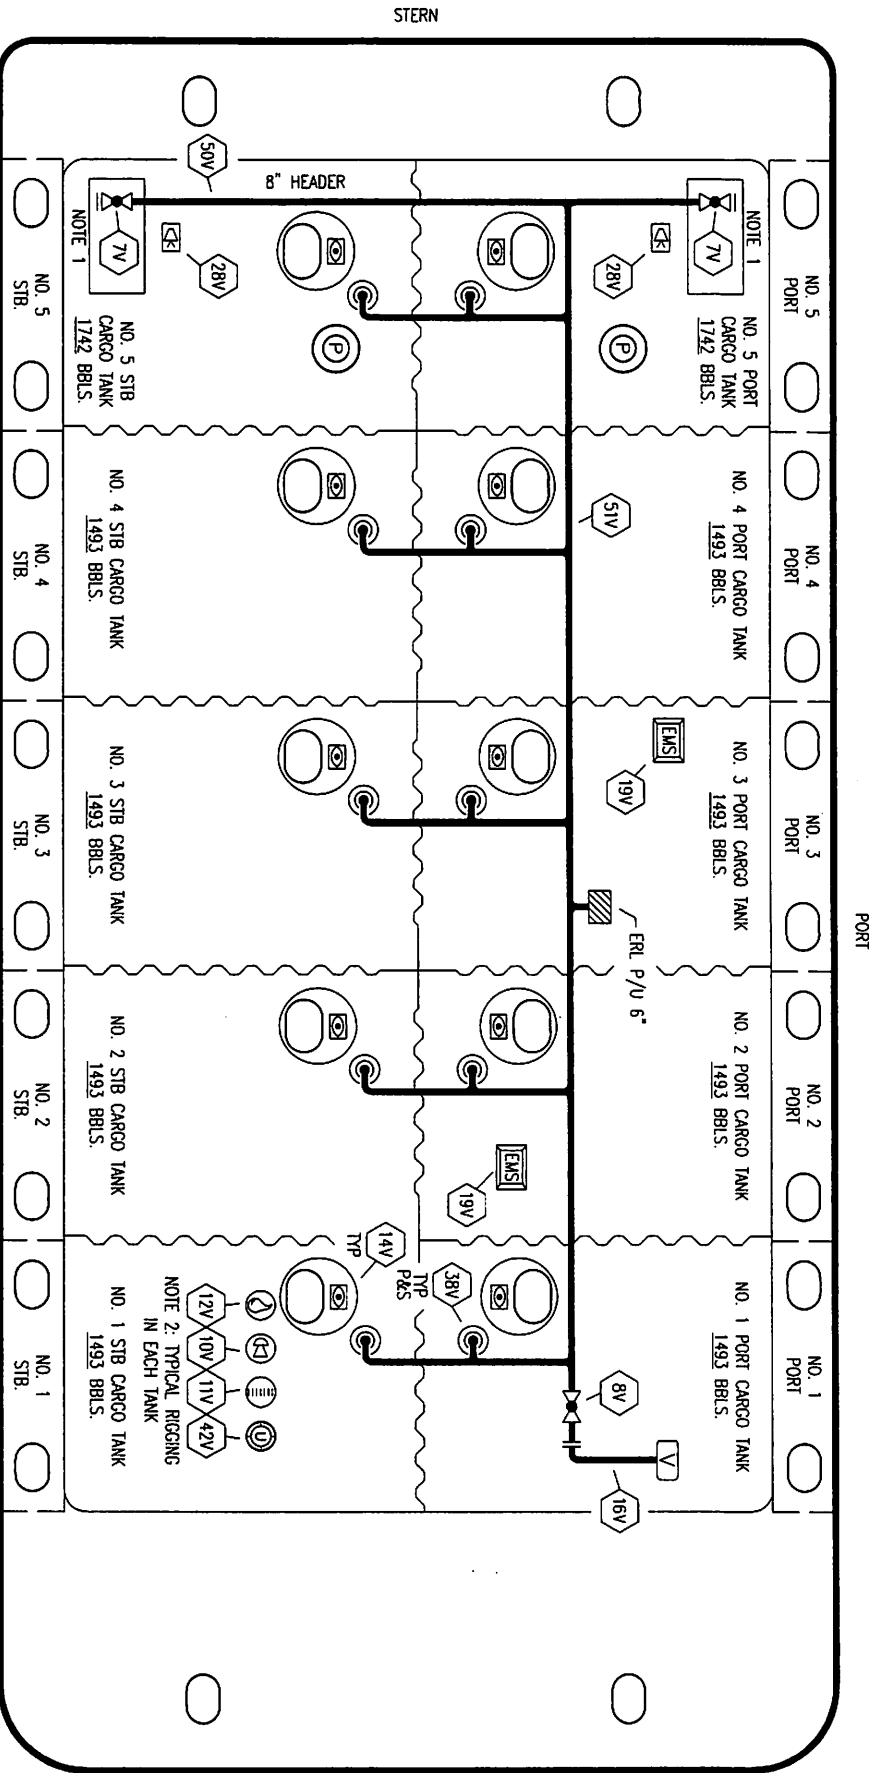 STERN
PORT
50V
8" HEADER
NOTE 1
7V
28V
NO. 5
STB.
NO. 5 STB
CARGO TANK
1742 BBLS.
P
NOTE 1
7V
28V
NO. 5
PORT
NO. 5 PORT
CARGO TANK
1742 BBLS.
P
NO. 4
STB.
NO. 4 STB CARGO TANK
1493 BBLS.
51V
NO. 4 PORT CARGO TANK
1493 BBLS.
NO. 4
PORT
NO. 3
STB.
NO. 3 STB CARGO TANK
1493 BBLS.
EMS
19V
NO. 3 PORT CARGO TANK
1493 BBLS.
NO. 3
PORT
ERL P/U 6"
NO. 2
STB.
NO. 2 STB CARGO TANK
1493 BBLS.
EMS
19V
NO. 2 PORT CARGO TANK
1493 BBLS.
NO. 2
PORT
14V
TYP
38V
TYP
P&S
12V
10V
11V
42V
U
NOTE 2: TYPICAL RIGGING
IN EACH TANK
NO. 1 STB CARGO TANK
1493 BBLS.
NO. 1
STB.
8V
V
16V
NO. 1 PORT CARGO TANK
1493 BBLS.
NO. 1
PORT